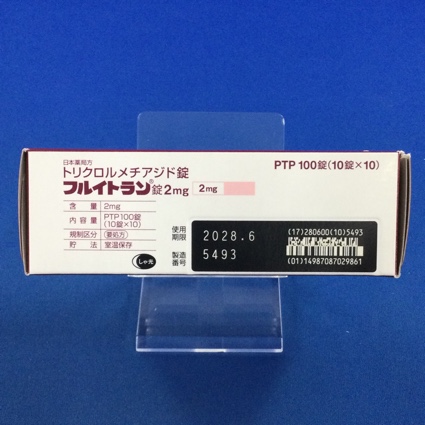 日本薬局方
トリクロルメチアジド錠
フルイトラン®錠2mg 2mg
PTP 100錠(10錠×10)
含量 2mg
内容量 PTP100錠
(10錠×10)
規制区分 (要処方)
貯法 室温保存
しゃ光
使用期限 2028.6
製造番号 5493
(17)280600(10)5493
(01)14987087029861